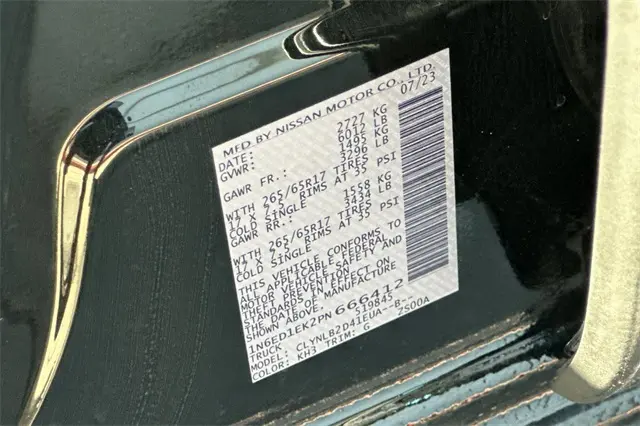 MFD BY NISSAN MOTOR CO., LTD.
DATE: 07/23
GVWR: 2727 KG
6012 LB
GAWR FR.: 1495 KG
3296 LB
WITH 265/65R17 TIRES
17 X 7.5 RIMS AT 35 PSI
COLD SINGLE
GAWR RR.: 1558 KG
3434 LB
WITH 265/65R17 TIRES
17 X 7.5 RIMS AT 35 PSI
COLD SINGLE
THIS VEHICLE CONFORMS TO
ALL APPLICABLE FEDERAL
MOTOR VEHICLE SAFETY AND
THEFT PREVENTION
STANDARDS IN EFFECT ON
THE DATE OF MANUFACTURE
SHOWN ABOVE.
1N6ED1EK2PN666412
TRUCK 519845
MODEL: CLYNLB2D41EUA--B-
COLOR: KH3 TRIM: G ZS00A